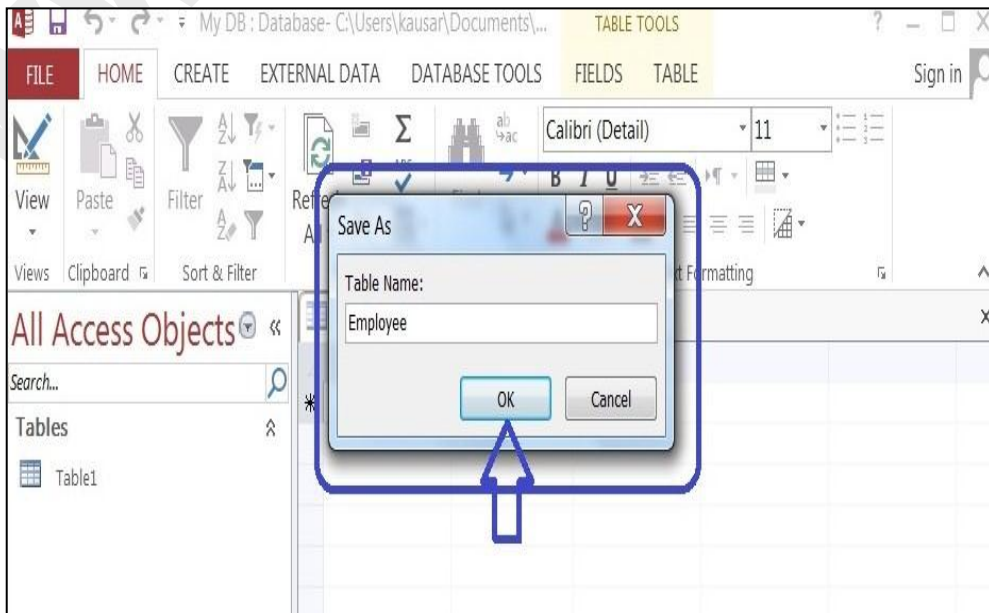 My DB : Database- C:\Users\kausar\Documents\... TABLE TOOLS ?
FILE HOME CREATE EXTERNAL DATA DATABASE TOOLS FIELDS TABLE Sign in
ab
ac
Calibri (Detail) 11
View Paste Filter
B I U
Views Clipboard Sort & Filter Formatting
Save As
Table Name:
Employee
OK Cancel
All Access Objects «
Search...
Tables
Table1